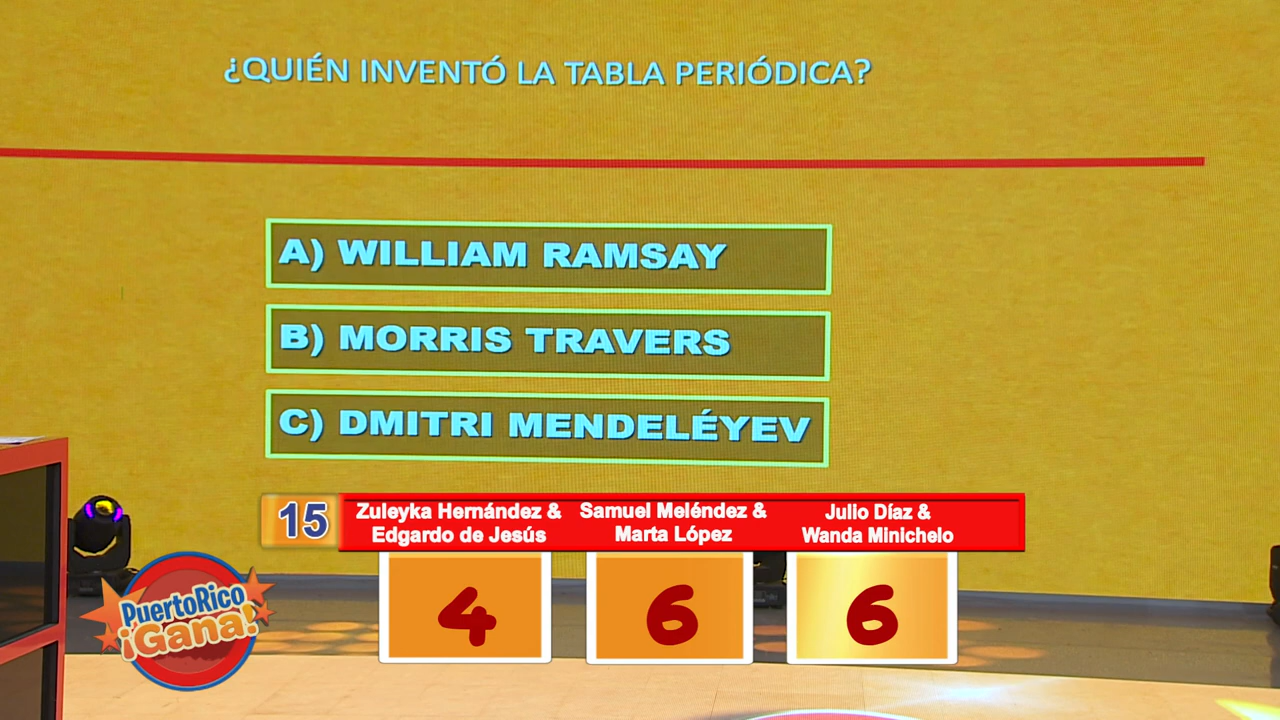 ¿QUIÉN INVENTÓ LA TABLA PERIÓDICA?
A) WILLIAM RAMSAY
B) MORRIS TRAVERS
C) DMITRI MENDELÉYEV
15
Zuleyka Hernández &
Edgardo de Jesús
Samuel Meléndez &
Marta López
Julio Díaz &
Wanda Minichelo
4
6
6
PuertoRico
¡Gana!